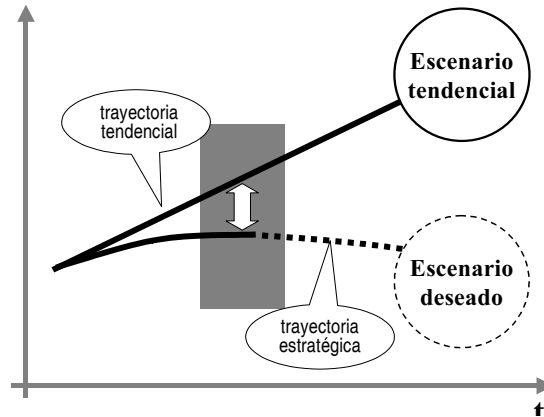 Escenario
tendencial
trayectoria
tendencial
Escenario
deseado
trayectoria
estratégica
t